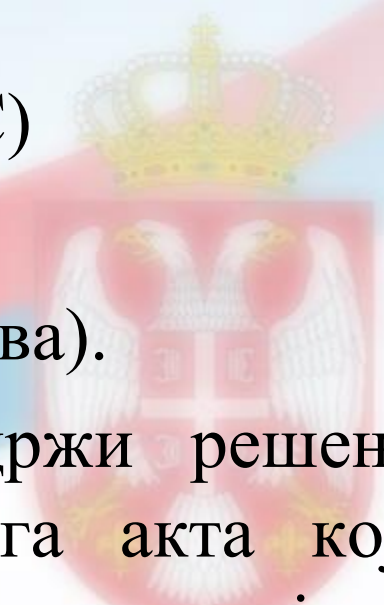 С)
ва).
држи решен
га акта ко